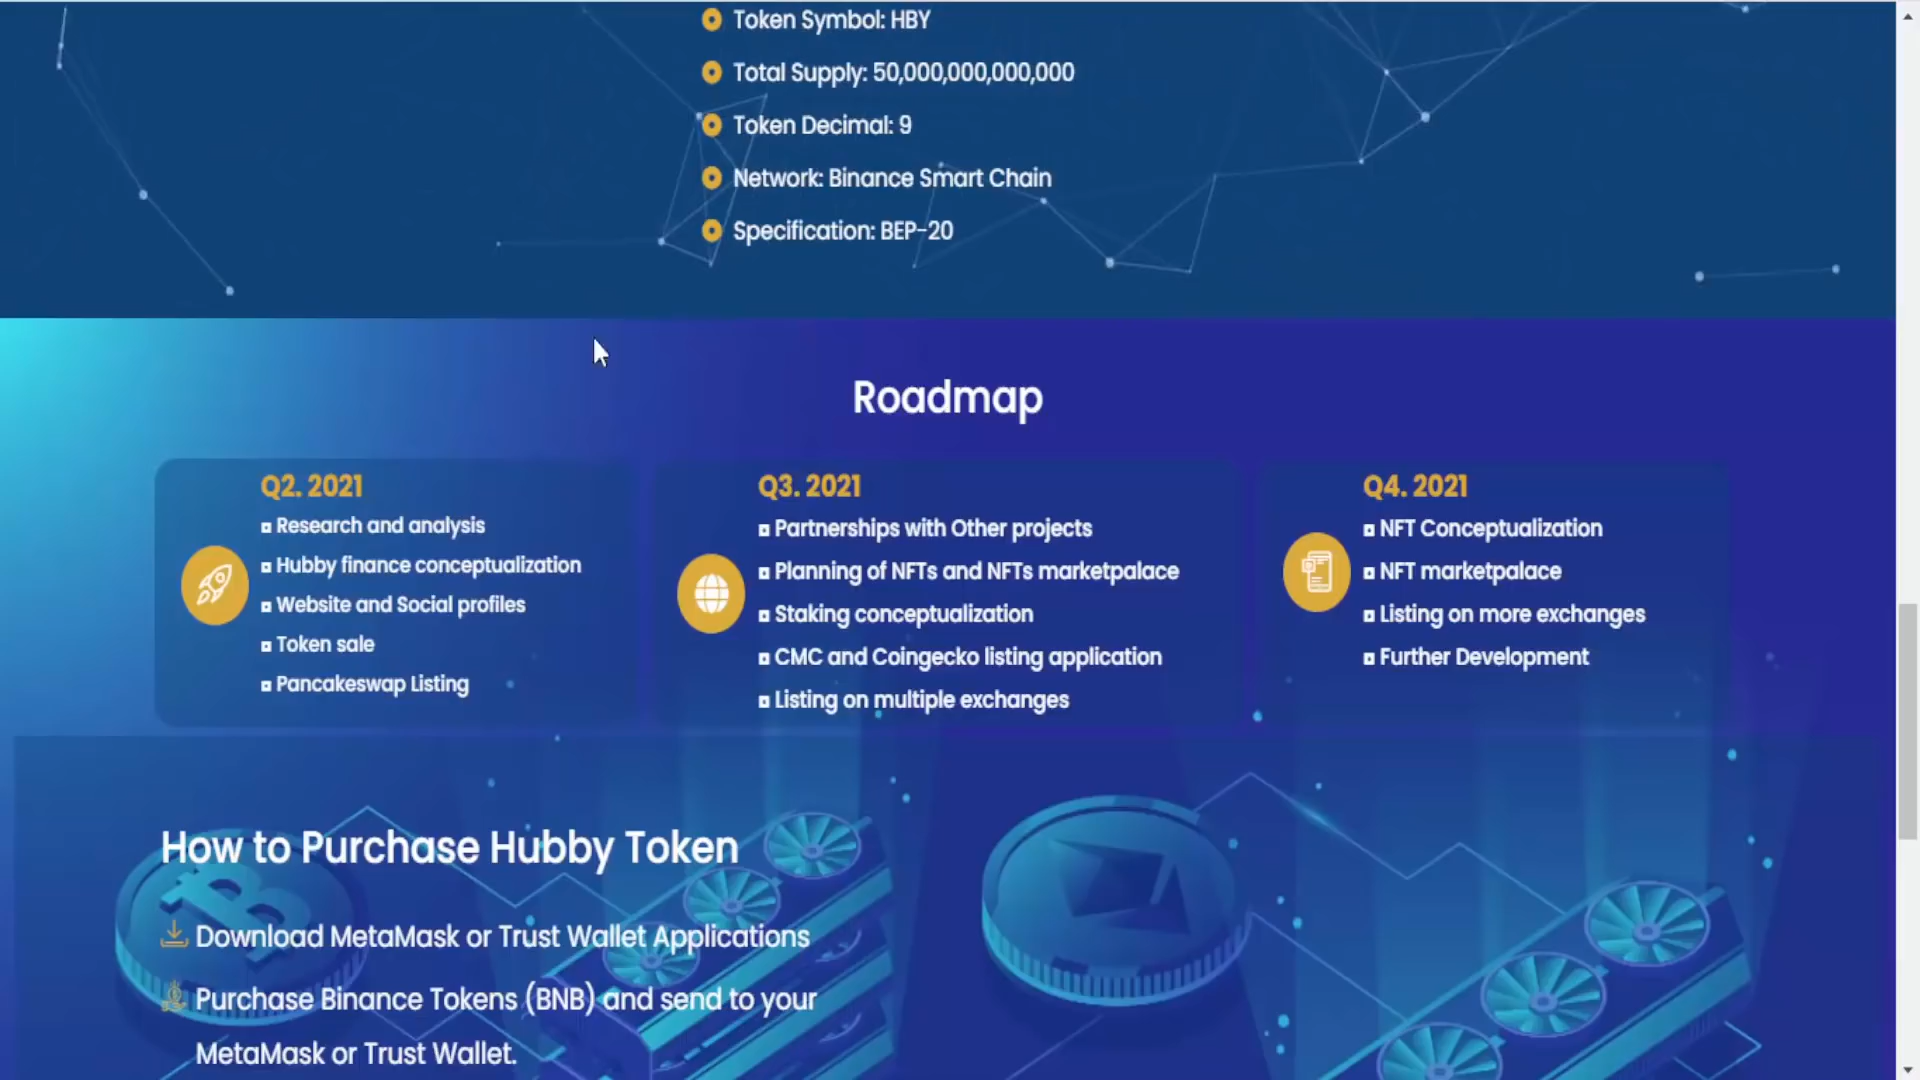 Token Symbol: HBY
Total Supply: 50,000,000,000,000
Token Decimal: 9
Network: Binance Smart Chain
Specification: BEP-20
Roadmap
Q2. 2021
Research and analysis
Hubby finance conceptualization
Website and Social profiles
Token sale
Pancakeswap Listing
Q3. 2021
Partnerships with Other projects
Planning of NFTs and NFTs marketpalace
Staking conceptualization
CMC and Coingecko listing application
Listing on multiple exchanges
Q4. 2021
NFT Conceptualization
NFT marketpalace
Listing on more exchanges
Further Development
How to Purchase Hubby Token
Download MetaMask or Trust Wallet Applications
Purchase Binance Tokens (BNB) and send to your
MetaMask or Trust Wallet.